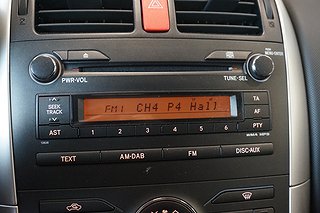 PWR·VOL
TUNE·SEL
FM1 CH4 P4 Hall
SEEK
TRACK
TA
AF
AST
1 2 3 4 5 6
PTY
TEXT
AM·DAB
FM
DISC·AUX